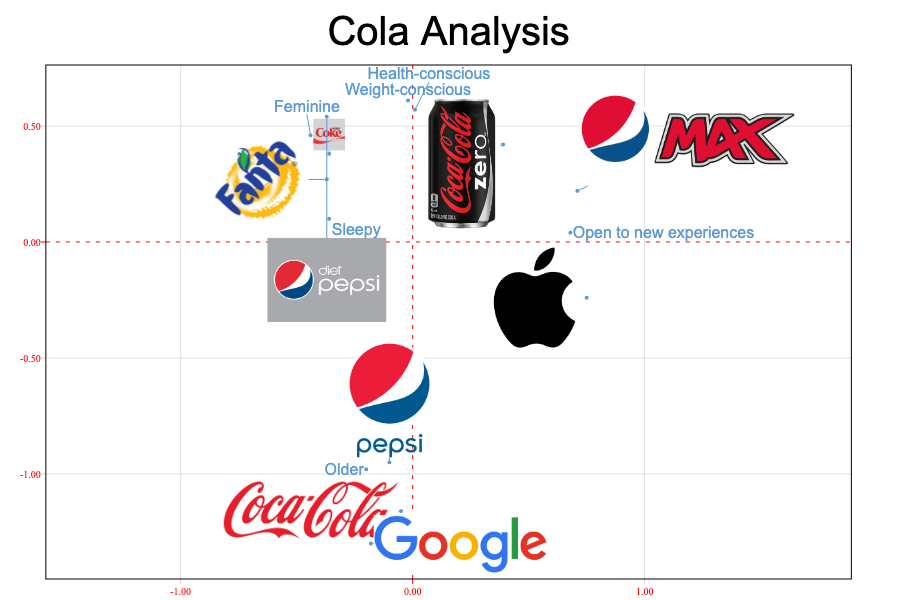 Cola Analysis
Health-conscious
Weight-conscious
Feminine
0.50
Coke
Coca-Cola
zero
MAX
Fanta
Sleepy
0.00
Open to new experiences
diet
pepsi
-0.50
pepsi
Older
-1.00
Coca-Cola
Google
-1.00
0.00
1.00